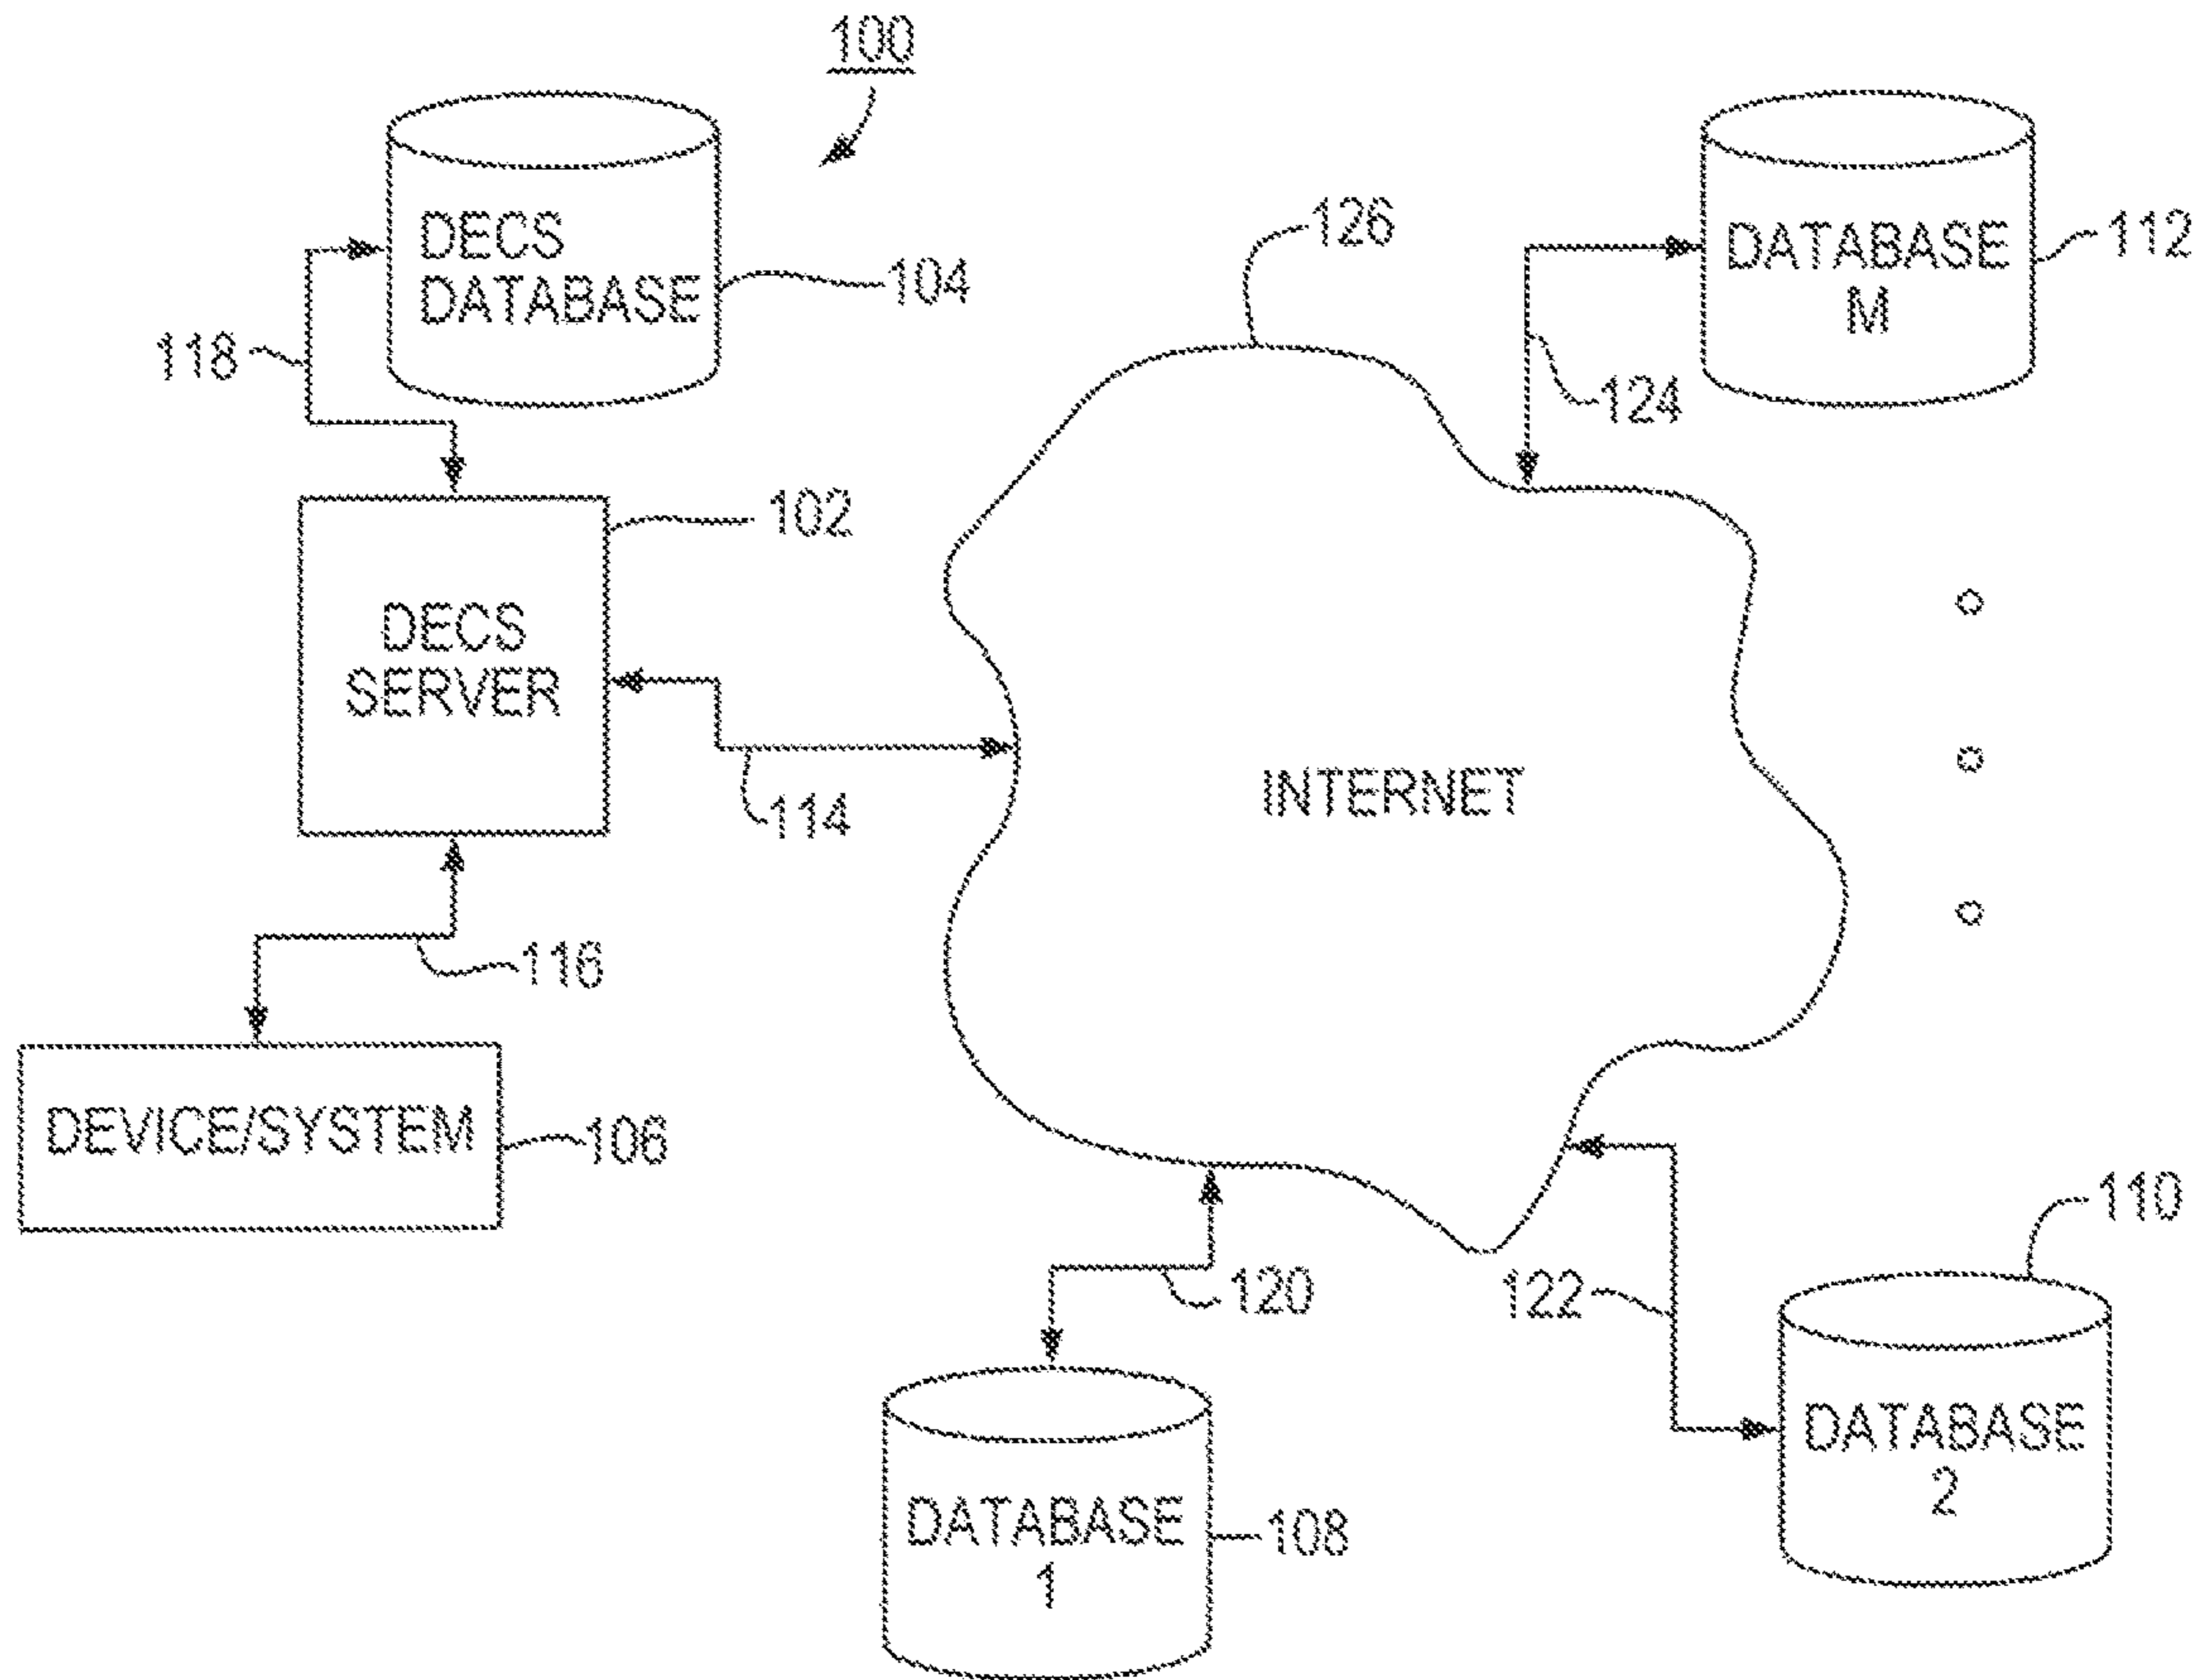 100
DECS
DATABASE
104
118
126
DATABASE
M
112
124
102
DECS
SERVER
114
INTERNET
116
DEVICE/SYSTEM
106
120
122
110
DATABASE
1
108
DATABASE
2